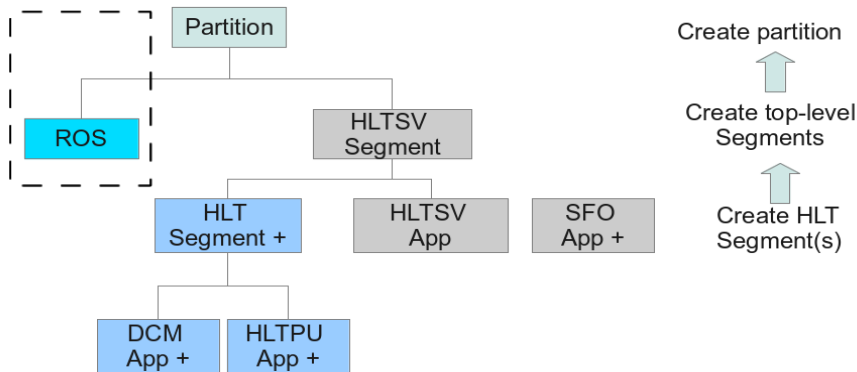 Partition
Create partition
ROS
HLTSV
Segment
Create top-level
Segments
HLT
Segment +
HLTSV
App
SFO
App +
Create HLT
Segment(s)
DCM
App +
HLTPU
App +